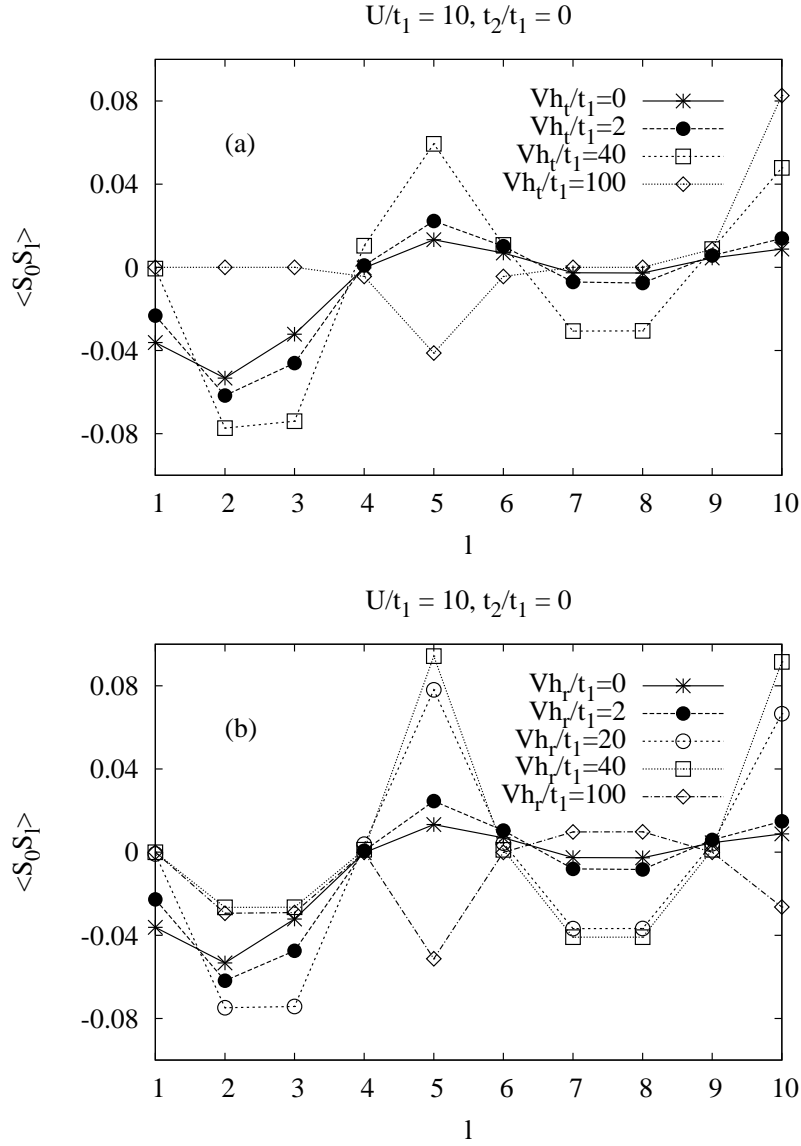 U/t₁ = 10, t₂/t₁ = 0
0.08
0.04
0
-0.04
-0.08
<S₀Sₗ>
(a)
Vhₜ/t₁=0
Vhₜ/t₁=2
Vhₜ/t₁=40
Vhₜ/t₁=100
1 2 3 4 5 6 7 8 9 10
l
U/t₁ = 10, t₂/t₁ = 0
0.08
0.04
0
-0.04
-0.08
<S₀Sₗ>
(b)
Vhᵣ/t₁=0
Vhᵣ/t₁=2
Vhᵣ/t₁=20
Vhᵣ/t₁=40
Vhᵣ/t₁=100
1 2 3 4 5 6 7 8 9 10
l